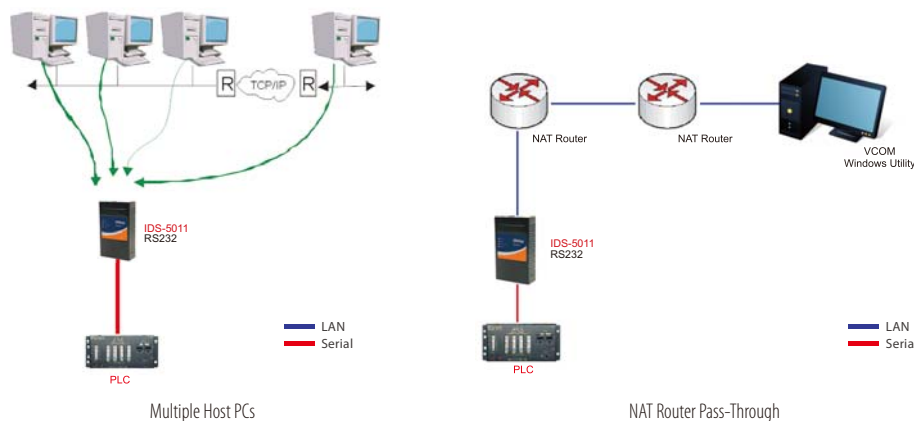 R
TCP/IP
R
IDS-5011
RS232
LAN
Serial
PLC
Multiple Host PCs
NAT Router
NAT Router
VCOM
Windows Utility
IDS-5011
RS232
LAN
Seria
PLC
NAT Router Pass-Through